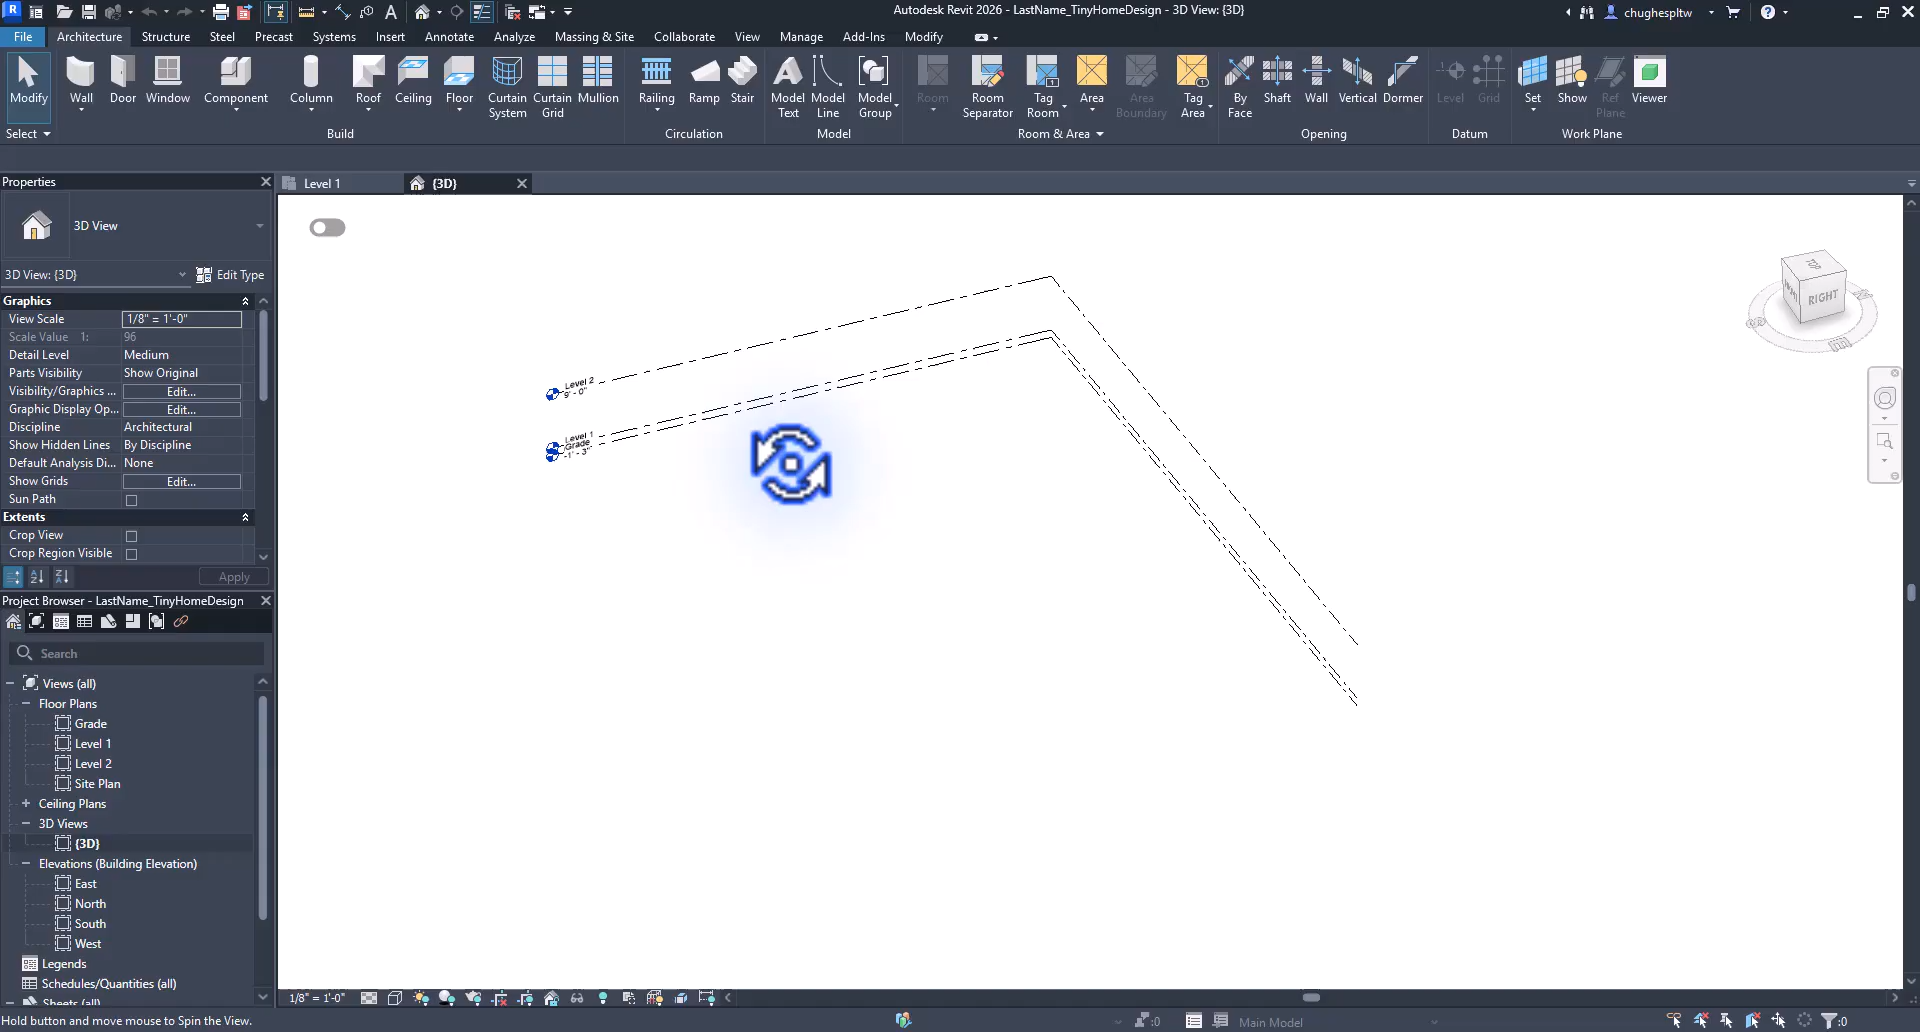 Autodesk Revit 2026 - LastName_TinyHomeDesign - 3D View: {3D}
chughespltw
File Architecture Structure Steel Precast Systems Insert Annotate Analyze Massing & Site Collaborate View Manage Add-Ins Modify
Modify Wall Door Window Component Column Roof Ceiling Floor Curtain System Curtain Grid Mullion Railing Ramp Stair Model Text Model Line Model Group Room Room Separator Tag Room Area Area Boundary Tag Area By Face Shaft Wall Vertical Dormer Level Grid Set Show Ref Plane Viewer
Select Build Circulation Model Room & Area Opening Datum Work Plane
Properties
Level 1 {3D}
3D View
3D View: {3D} Edit Type
Graphics
View Scale 1/8" = 1'-0"
Scale Value 1: 96
Detail Level Medium
Parts Visibility Show Original
Visibility/Graphics ... Edit...
Graphic Display Op... Edit...
Discipline Architectural
Show Hidden Lines By Discipline
Default Analysis Di... None
Show Grids Edit...
Sun Path
Extents
Crop View
Crop Region Visible
Apply
Level 2
9' - 0"
Level 1
Grade
-1' - 3"
TOP
RIGHT
Project Browser - LastName_TinyHomeDesign
Search
Views (all)
Floor Plans
Grade
Level 1
Level 2
Site Plan
Ceiling Plans
3D Views
{3D}
Elevations (Building Elevation)
East
North
South
West
Legends
Schedules/Quantities (all)
Sheets (all)
1/8" = 1'-0"
Hold button and move mouse to Spin the View.
:0
Main Model
:0